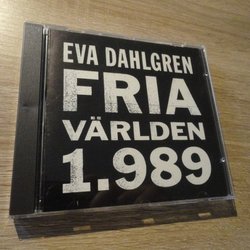 EVA DAHLGREN
FRIA
VÄRLDEN
1.989